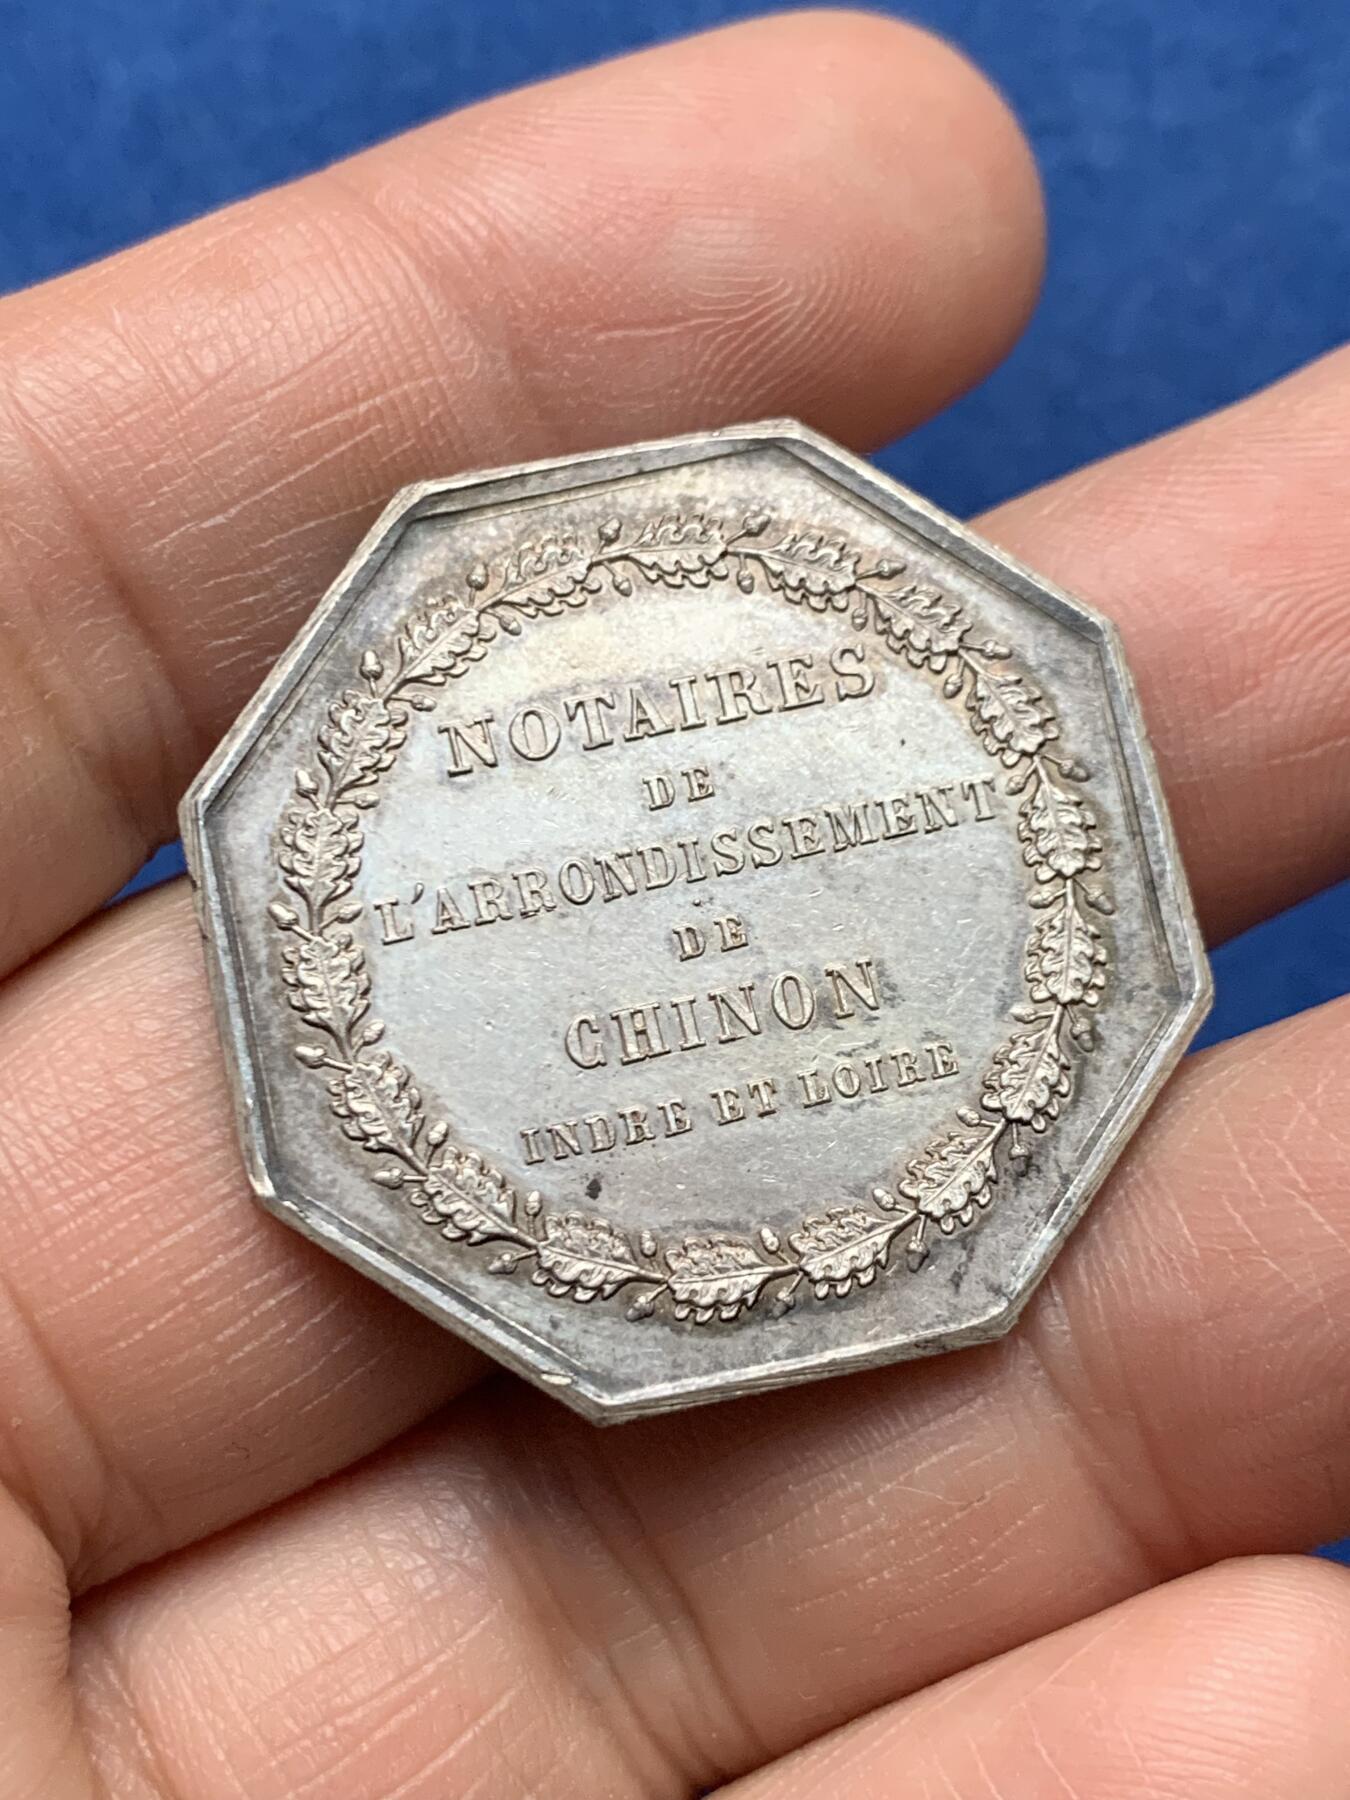 NOTAIRES
DE
L'ARRONDISSEMENT
DE
CHINON
INDRE ET LOIRE